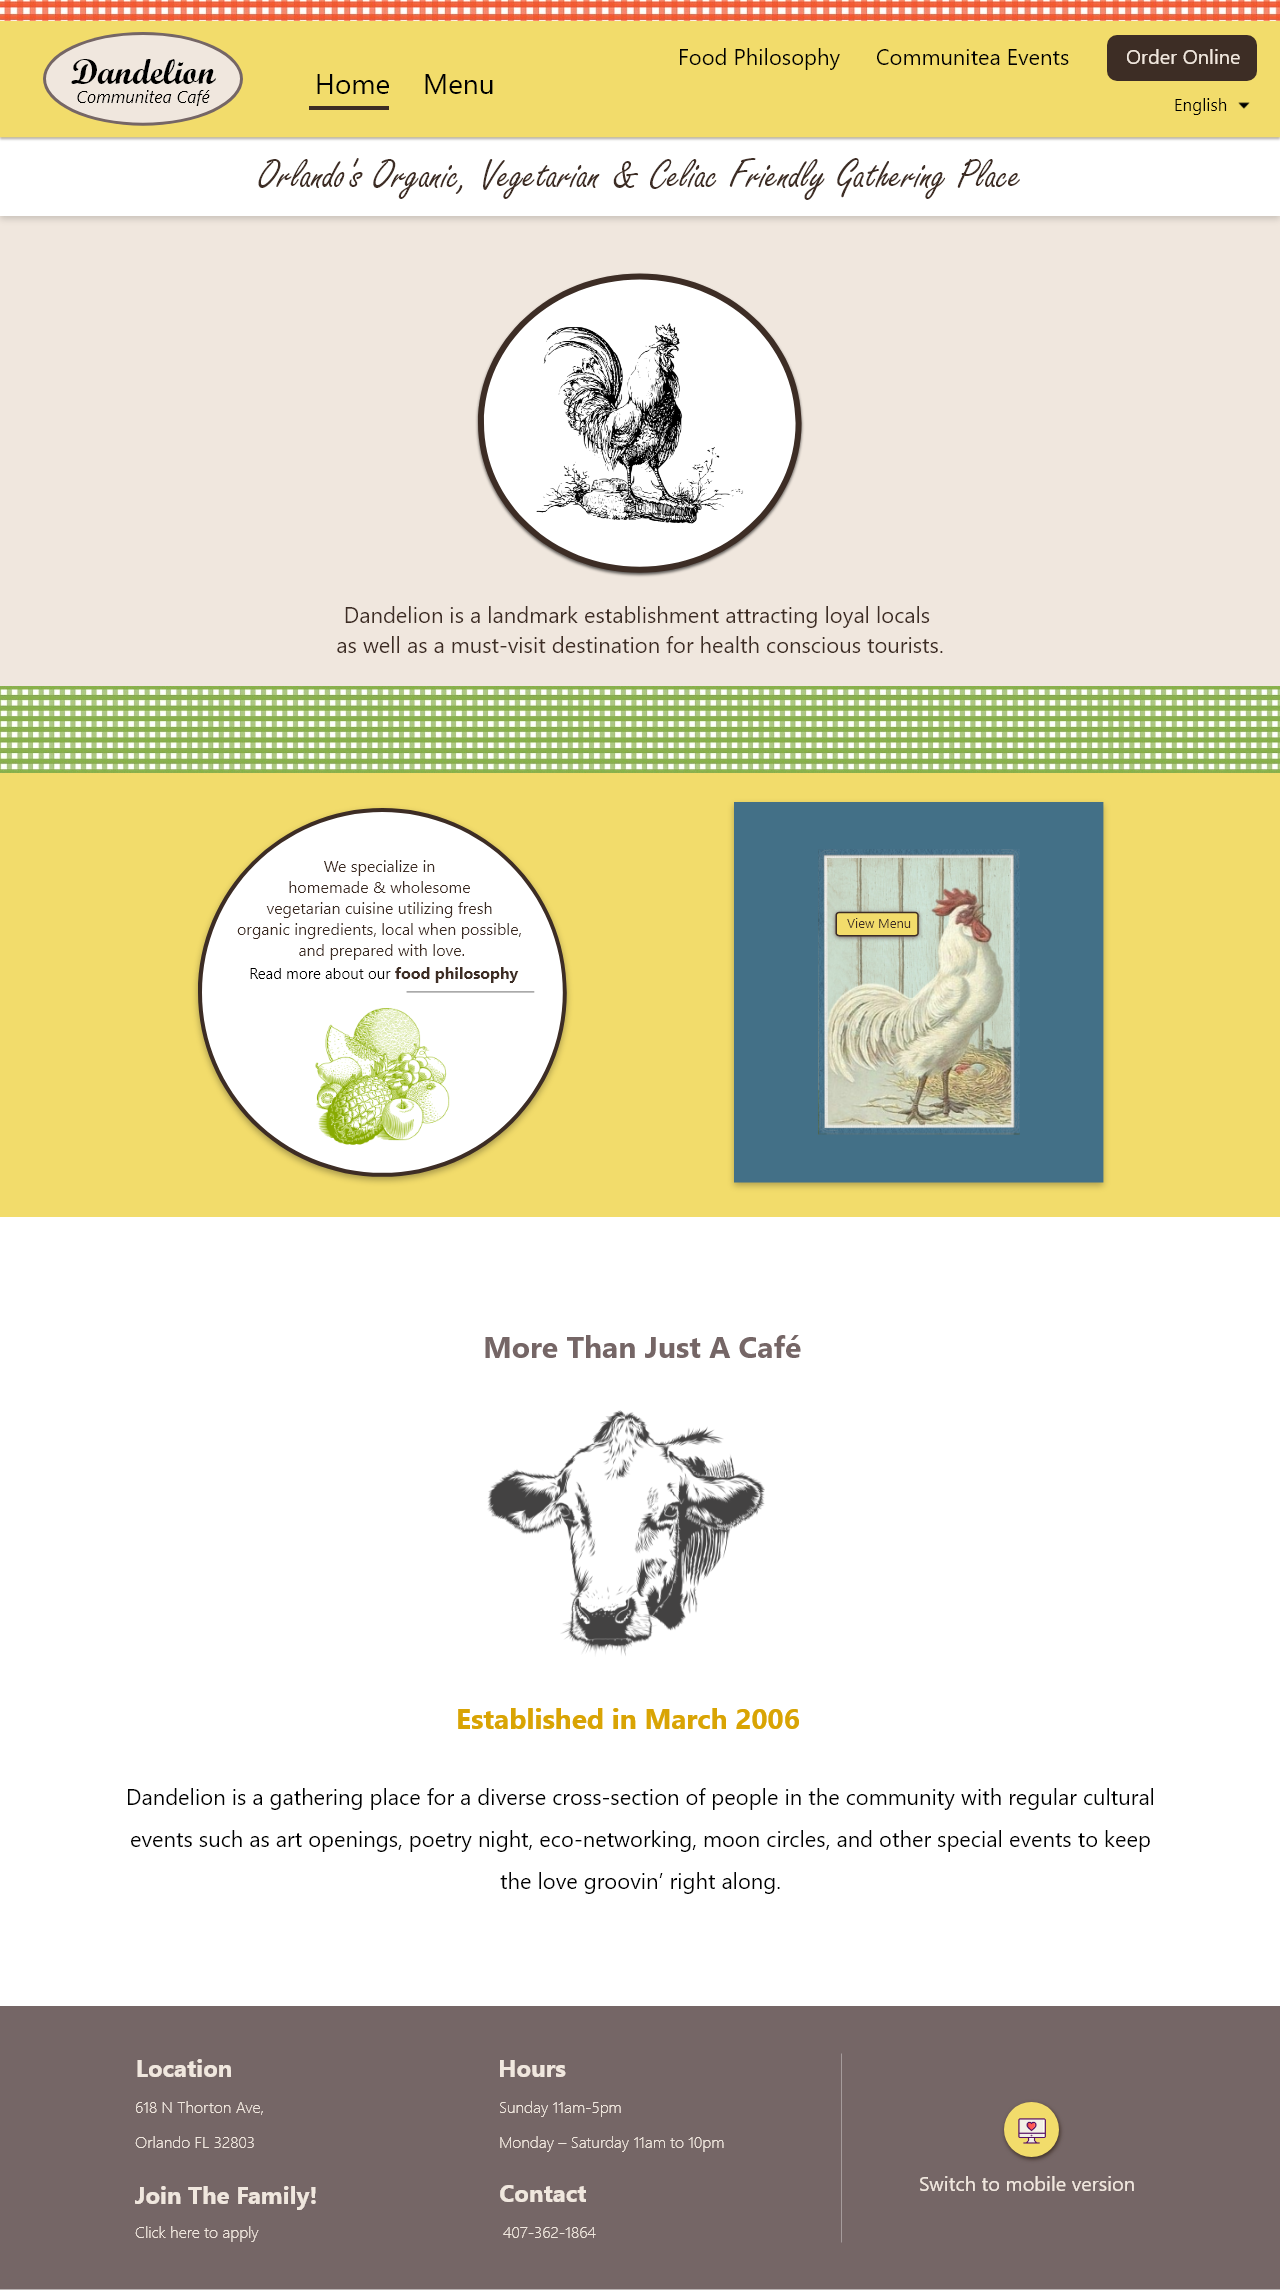 Dandelion
Communitea Café
Home
Menu
Food Philosophy
Communitea Events
Order Online
English
Orlando's Organic, Vegetarian & Celiac Friendly Gathering Place
Dandelion is a landmark establishment attracting loyal locals
as well as a must-visit destination for health conscious tourists.
We specialize in
homemade & wholesome
vegetarian cuisine utilizing fresh
organic ingredients, local when possible,
and prepared with love.
Read more about our food philosophy
View Menu
More Than Just A Café
Established in March 2006
Dandelion is a gathering place for a diverse cross-section of people in the community with regular cultural
events such as art openings, poetry night, eco-networking, moon circles, and other special events to keep
the love groovin’ right along.
Location
618 N Thorton Ave,
Orlando FL 32803
Join The Family!
Click here to apply
Hours
Sunday 11am-5pm
Monday – Saturday 11am to 10pm
Contact
407-362-1864
Switch to mobile version